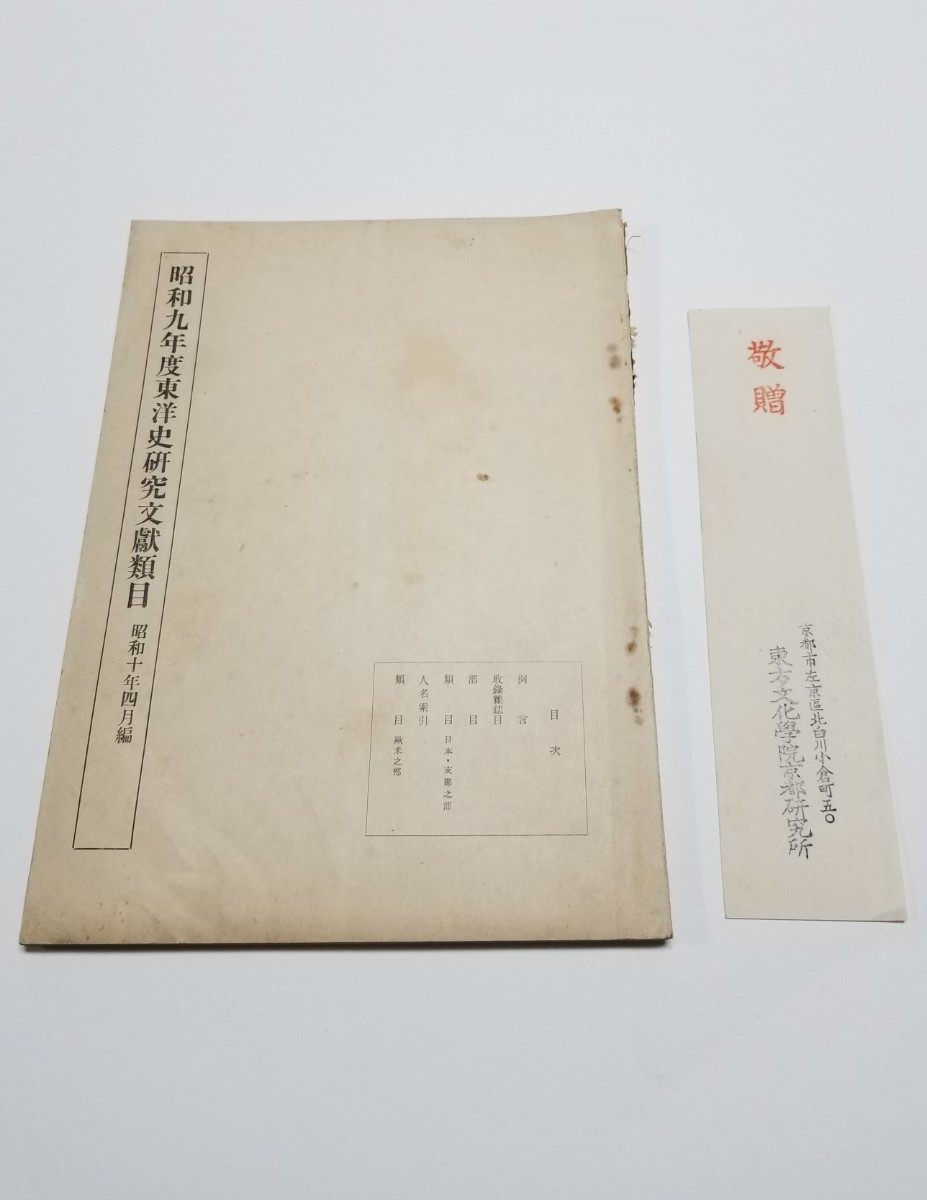 昭和九年度東洋史研究文獻類目 昭和十年四月編
目次
例言
收錄雜誌目
部目
類目 日本・支那之部
人名索引
類目 歐米之部
敬贈
京都市左京區北白川小倉町五〇
東方文化學院京都研究所